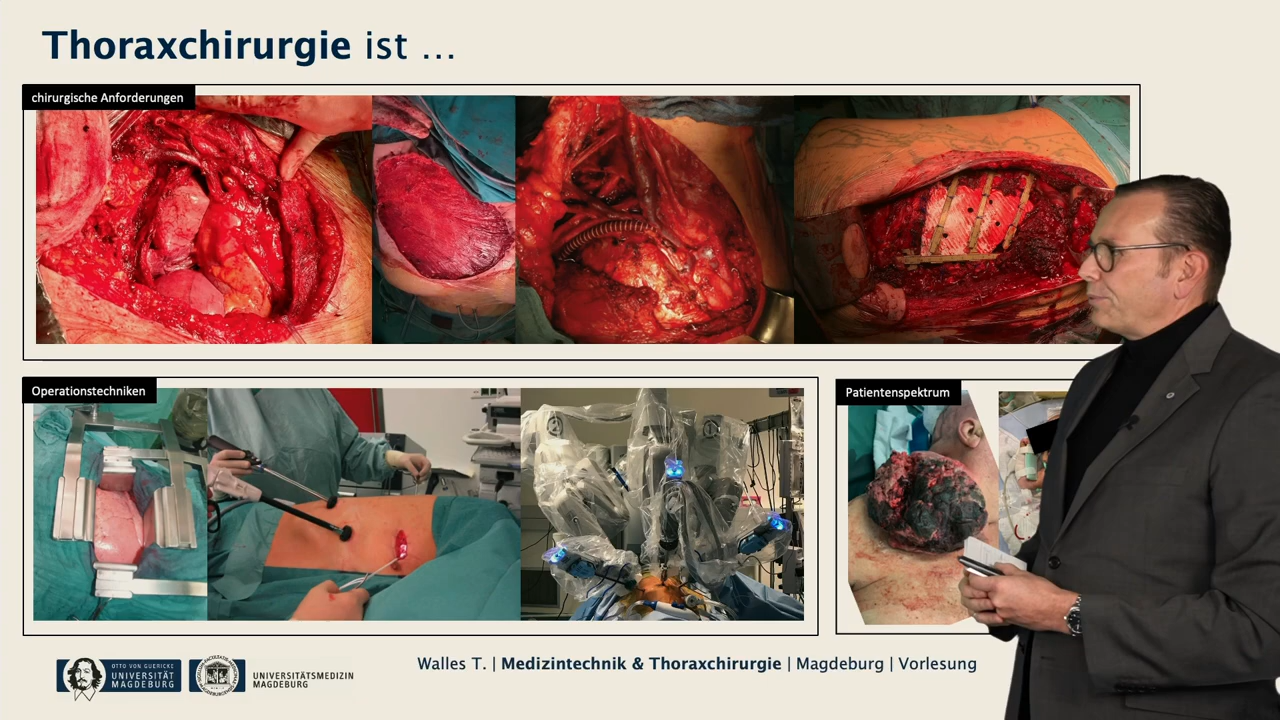 Thoraxchirurgie ist ...
chirurgische Anforderungen
Operationstechniken
Patientenspektrum
OTTO VON GUERICKE
UNIVERSITÄT
MAGDEBURG
UNIVERSITÄTSMEDIZIN
MAGDEBURG
Walles T. | Medizintechnik & Thoraxchirurgie | Magdeburg | Vorlesung